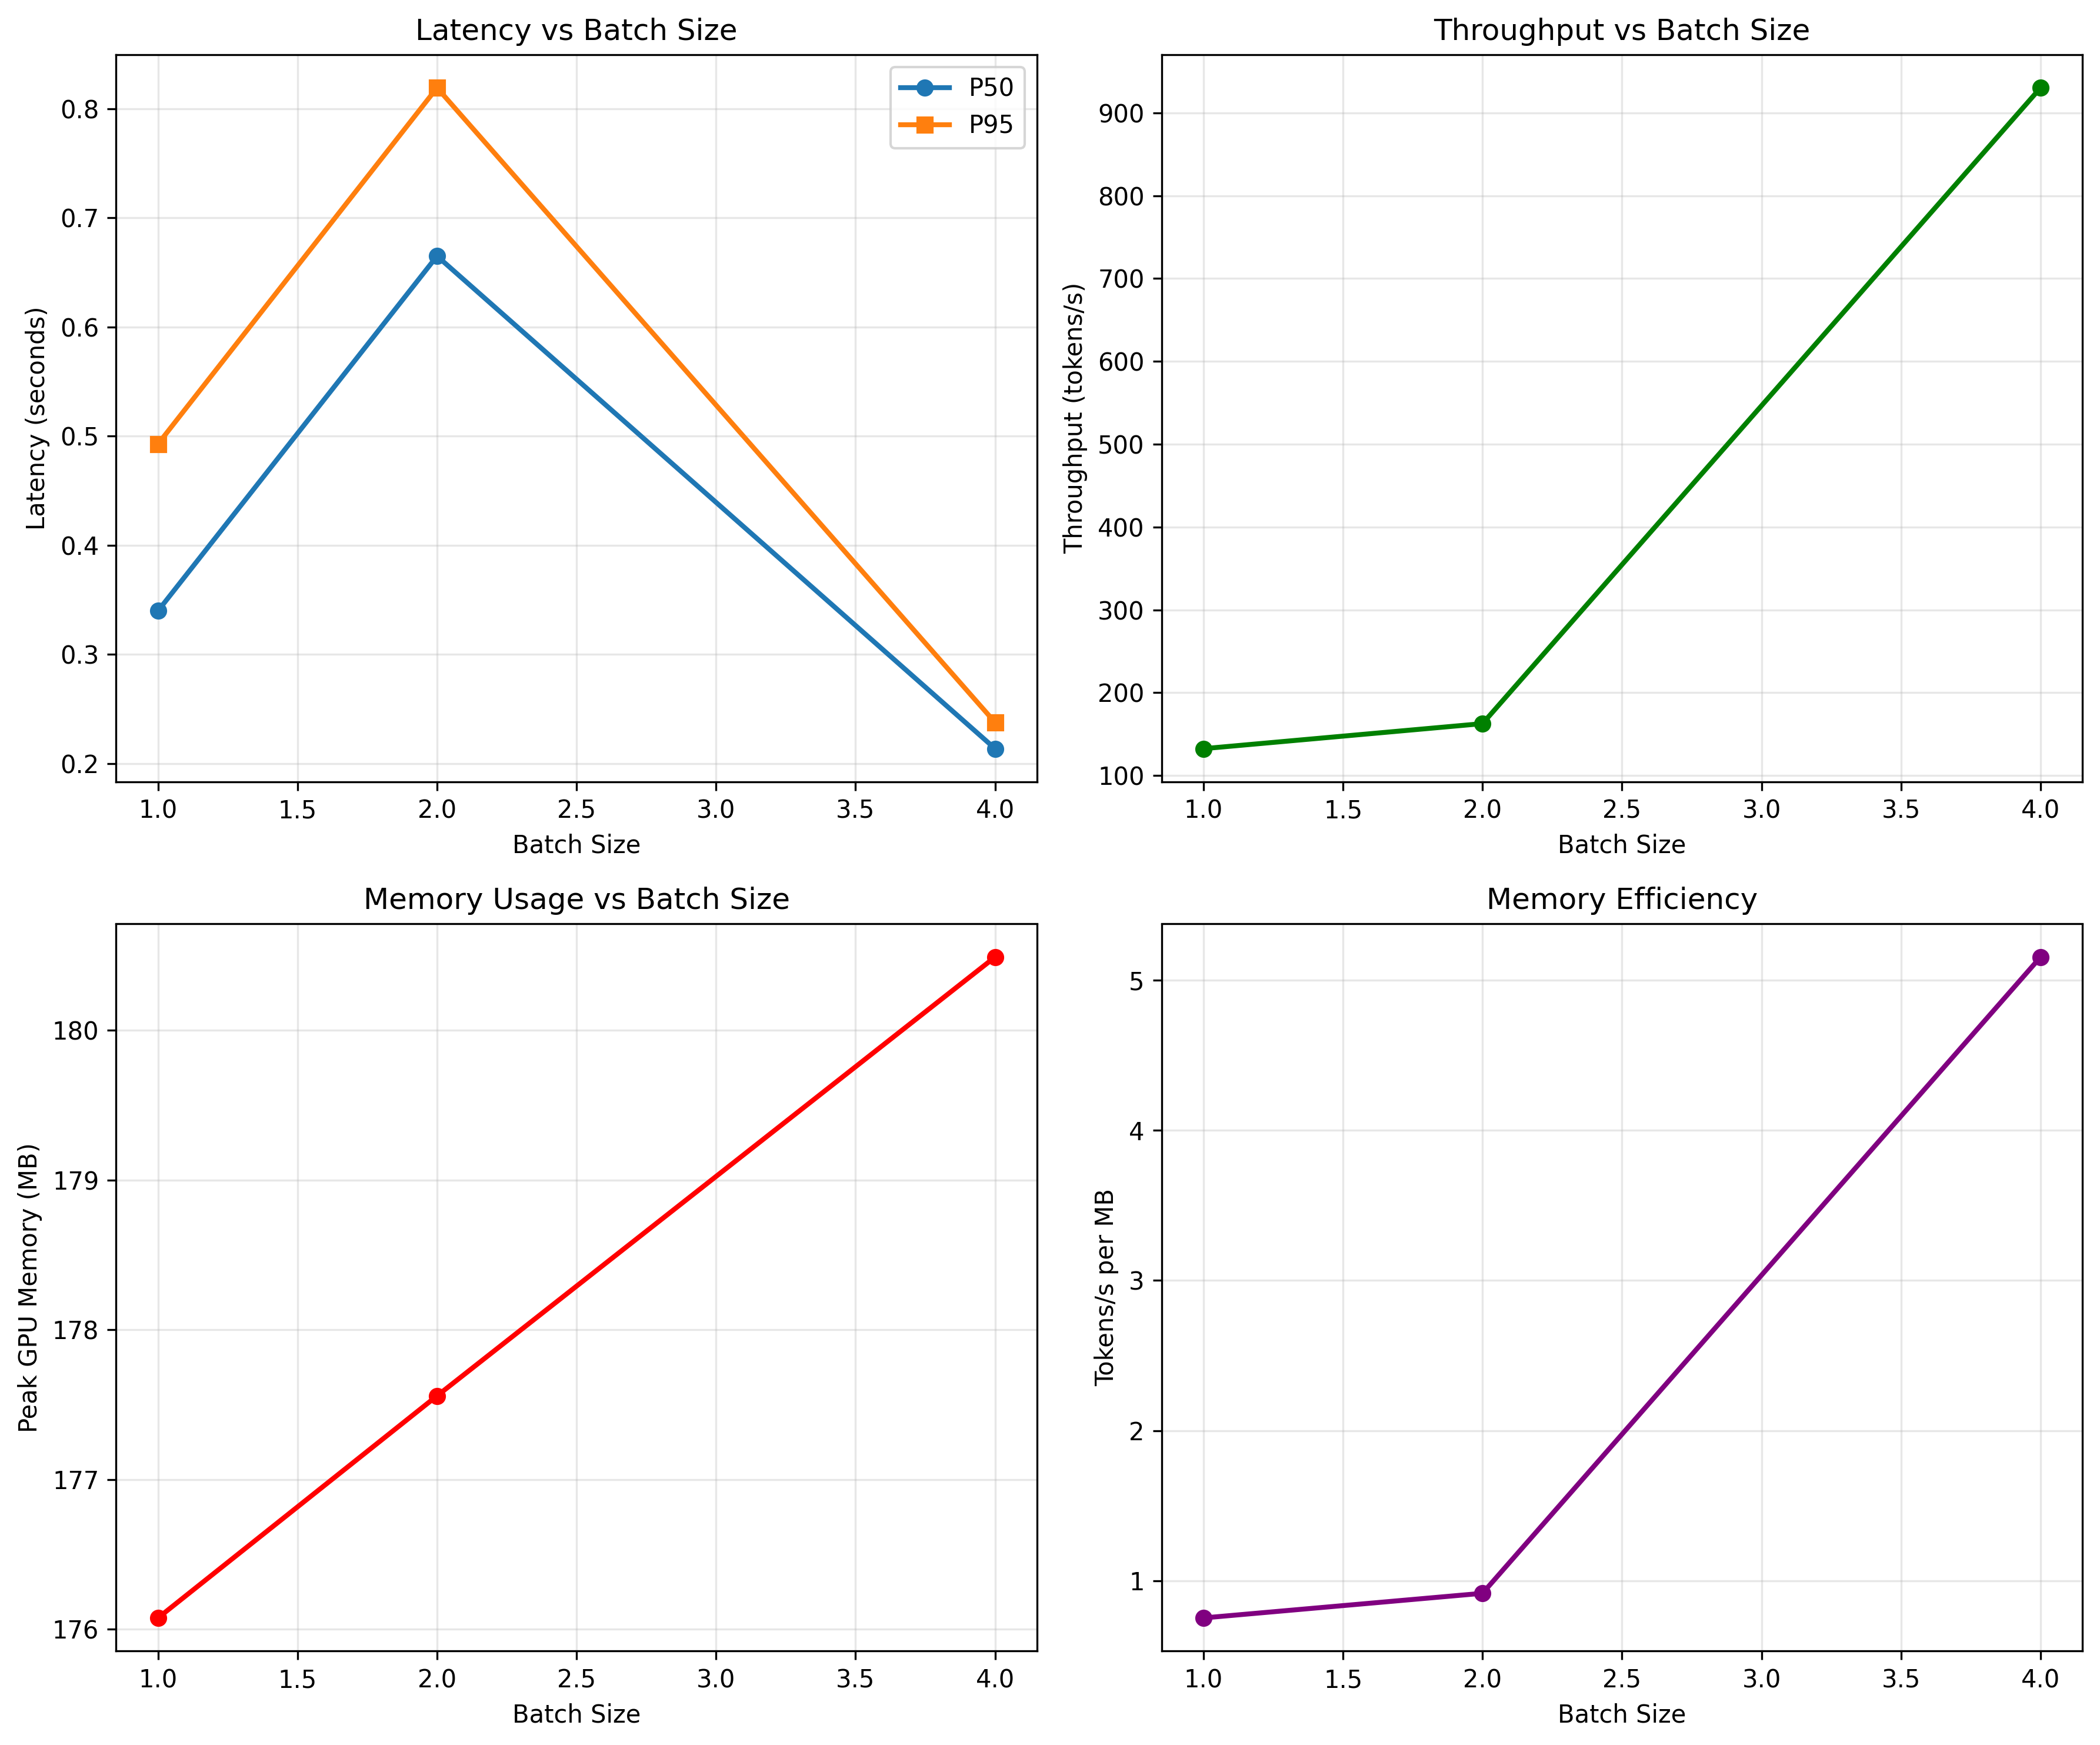 Latency vs Batch Size
P50
P95
Latency (seconds)
0.8
0.7
0.6
0.5
0.4
0.3
0.2
1.0 1.5 2.0 2.5 3.0 3.5 4.0
Batch Size
Throughput vs Batch Size
Throughput (tokens/s)
900
800
700
600
500
400
300
200
100
1.0 1.5 2.0 2.5 3.0 3.5 4.0
Batch Size
Memory Usage vs Batch Size
Peak GPU Memory (MB)
180
179
178
177
176
1.0 1.5 2.0 2.5 3.0 3.5 4.0
Batch Size
Memory Efficiency
Tokens/s per MB
5
4
3
2
1
1.0 1.5 2.0 2.5 3.0 3.5 4.0
Batch Size